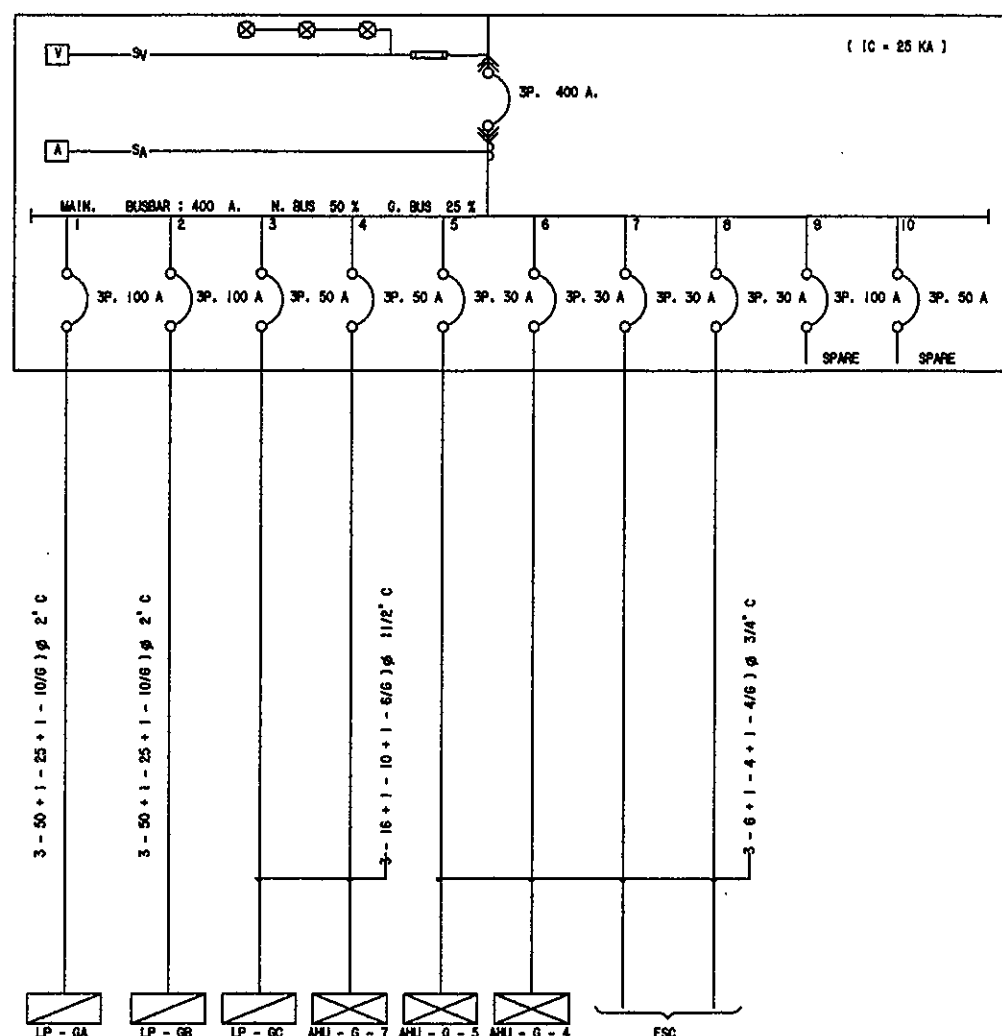 V SV ( IC = 25 KA )
3P. 400 A.
A SA
MAIN. BUSBAR : 400 A. N. BUS 50 % G. BUS 25 %
1 2 3 4 5 6 7 8 9 10
3P. 100 A 3P. 100 A 3P. 50 A 3P. 50 A 3P. 30 A 3P. 30 A 3P. 30 A 3P. 30 A 3P. 100 A 3P. 50 A
SPARE SPARE
3 - 50 + 1 - 25 + 1 - 10/G ) ø 2" C
3 - 50 + 1 - 25 + 1 - 10/G ) ø 2" C
3 - 16 + 1 - 10 + 1 - 6/G ) ø 11/2" C
3 - 6 + 1 - 4 + 1 - 4/G ) ø 3/4" C
LP - GA LP - GB LP - GC AHU - G - 7 AHU - G - 5 AHU - G - 4 ESC